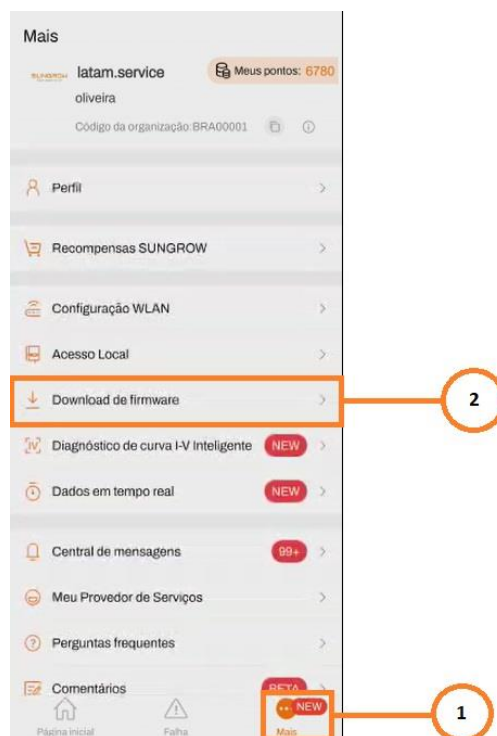 Mais
SUNGROW latam.service Meus pontos: 6780
oliveira
Código da organização:BRA00001
Perfil
Recompensas SUNGROW
Configuração WLAN
Acesso Local
Download de firmware
2
Diagnóstico de curva I-V Inteligente NEW
Dados em tempo real NEW
Central de mensagens 99+
Meu Provedor de Serviços
Perguntas frequentes
Comentários BETA
NEW
1
Página inicial Falha Mais